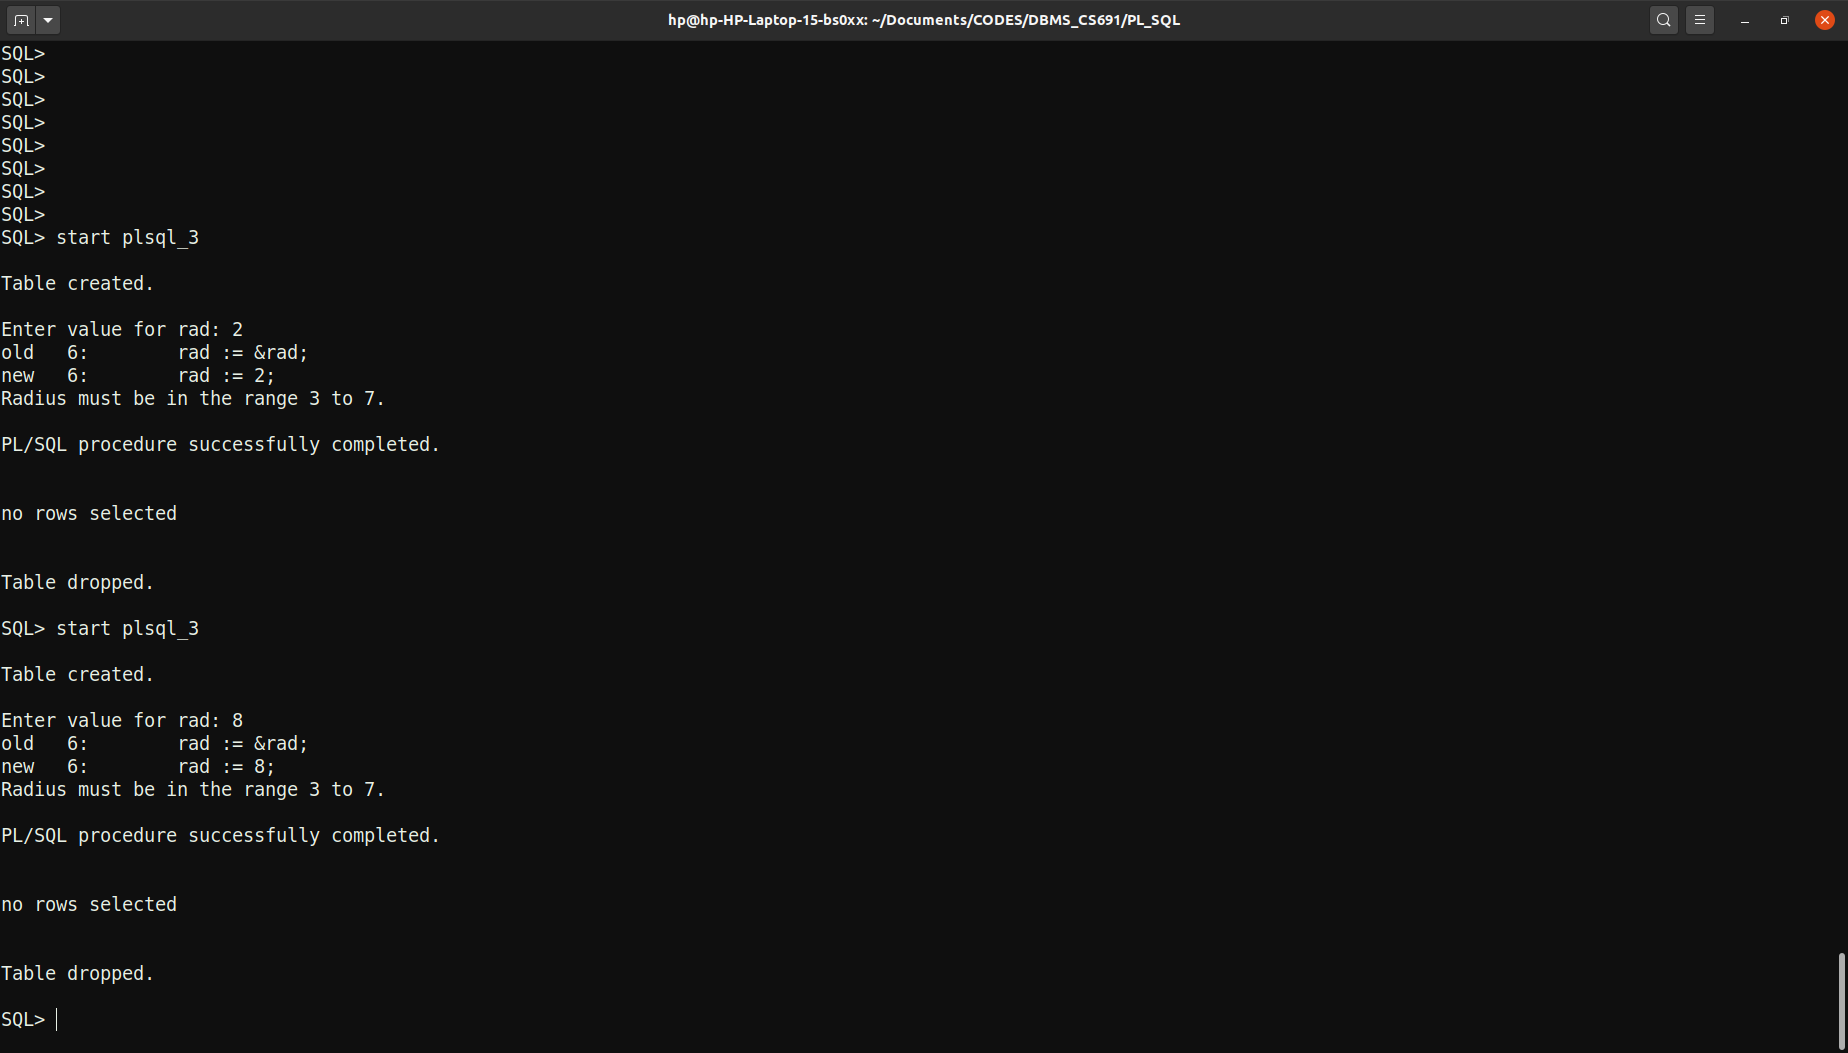 hp@hp-HP-Laptop-15-bs0xx: ~/Documents/CODES/DBMS_CS691/PL_SQL
SQL>
SQL>
SQL>
SQL>
SQL>
SQL>
SQL>
SQL>
SQL> start plsql_3
Table created.
Enter value for rad: 2
old   6:        rad := &rad;
new   6:        rad := 2;
Radius must be in the range 3 to 7.
PL/SQL procedure successfully completed.
no rows selected
Table dropped.
SQL> start plsql_3
Table created.
Enter value for rad: 8
old   6:        rad := &rad;
new   6:        rad := 8;
Radius must be in the range 3 to 7.
PL/SQL procedure successfully completed.
no rows selected
Table dropped.
SQL>